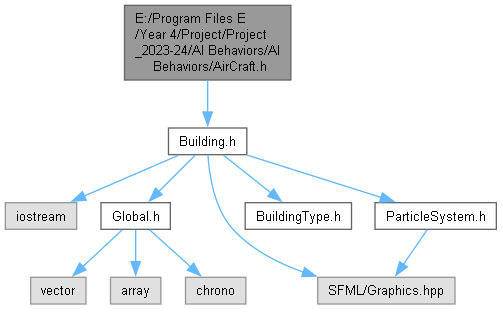 E:/Program Files E
/Year 4/Project/Project
_2023-24/AI Behaviors/AI
Behaviors/AirCraft.h
Building.h
iostream
Global.h
BuildingType.h
ParticleSystem.h
vector
array
chrono
SFML/Graphics.hpp